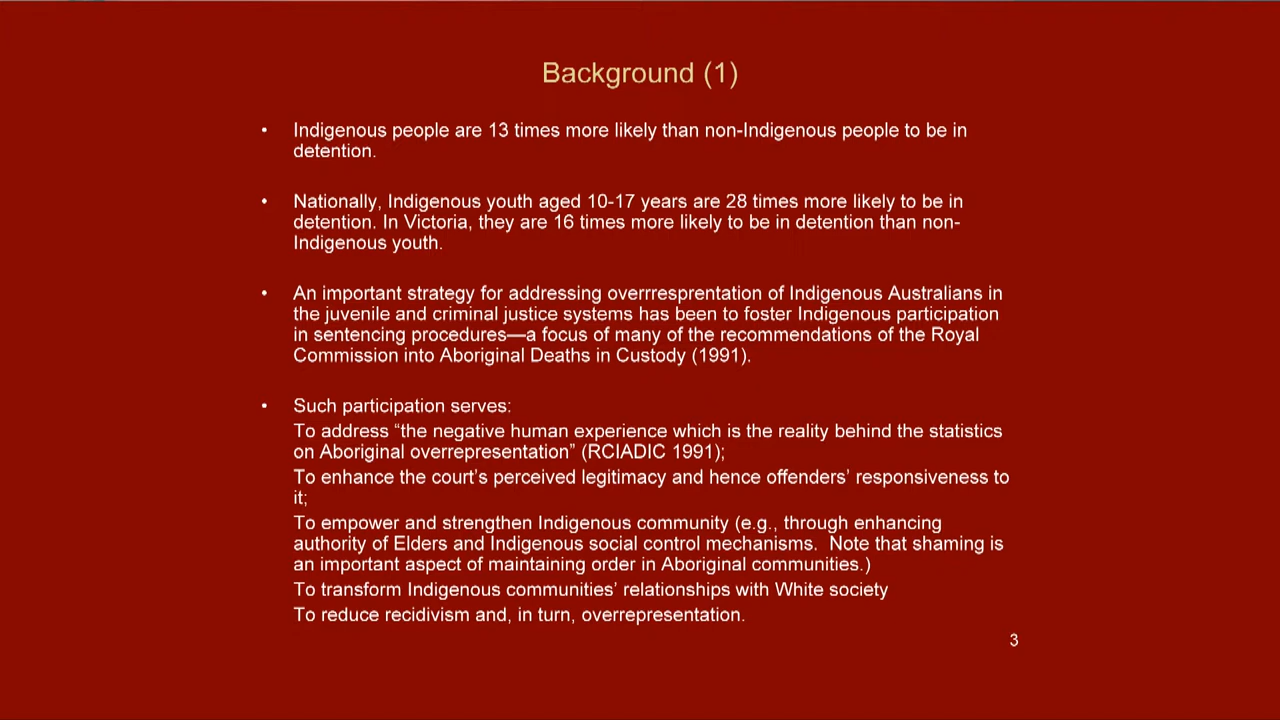 Background (1)
• Indigenous people are 13 times more likely than non-Indigenous people to be in
detention.
• Nationally, Indigenous youth aged 10-17 years are 28 times more likely to be in
detention. In Victoria, they are 16 times more likely to be in detention than non-
Indigenous youth.
• An important strategy for addressing overrresprentation of Indigenous Australians in
the juvenile and criminal justice systems has been to foster Indigenous participation
in sentencing procedures—a focus of many of the recommendations of the Royal
Commission into Aboriginal Deaths in Custody (1991).
• Such participation serves:
To address “the negative human experience which is the reality behind the statistics
on Aboriginal overrepresentation” (RCIADIC 1991);
To enhance the court’s perceived legitimacy and hence offenders’ responsiveness to
it;
To empower and strengthen Indigenous community (e.g., through enhancing
authority of Elders and Indigenous social control mechanisms.  Note that shaming is
an important aspect of maintaining order in Aboriginal communities.)
To transform Indigenous communities’ relationships with White society
To reduce recidivism and, in turn, overrepresentation.
3